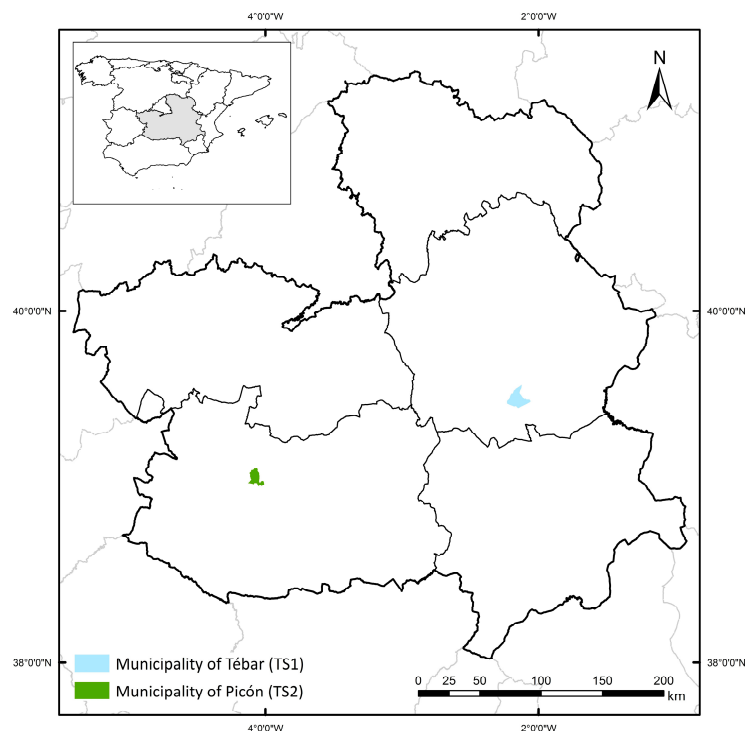 4°0'0"W 2°0'0"W
N
40°0'0"N 40°0'0"N
38°0'0"N 38°0'0"N
Municipality of Tébar (TS1)
Municipality of Picón (TS2)
0 25 50 100 150 200
km
4°0'0"W 2°0'0"W